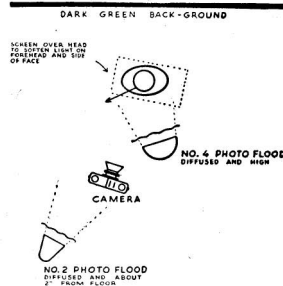 DARK GREEN BACK-GROUND
SCREEN OVER HEAD
TO SOFTEN LIGHT ON
FOREHEAD AND SIDE
OF FACE
NO. 4 PHOTO FLOOD
DIFFUSED AND HIGH
CAMERA
NO. 2 PHOTO FLOOD
DIFFUSED AND ABOUT
2" FROM FLOOR